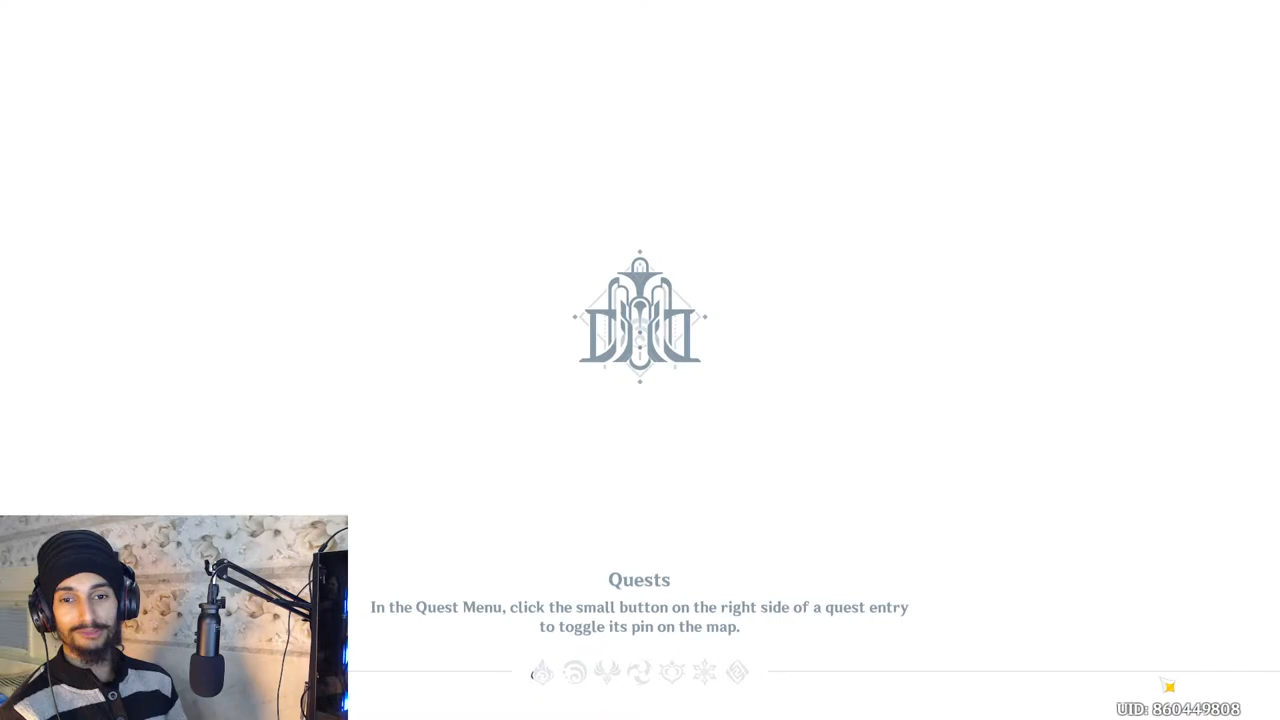 Quests
In the Quest Menu, click the small button on the right side of a quest entry
to toggle its pin on the map.
UID: 860449808